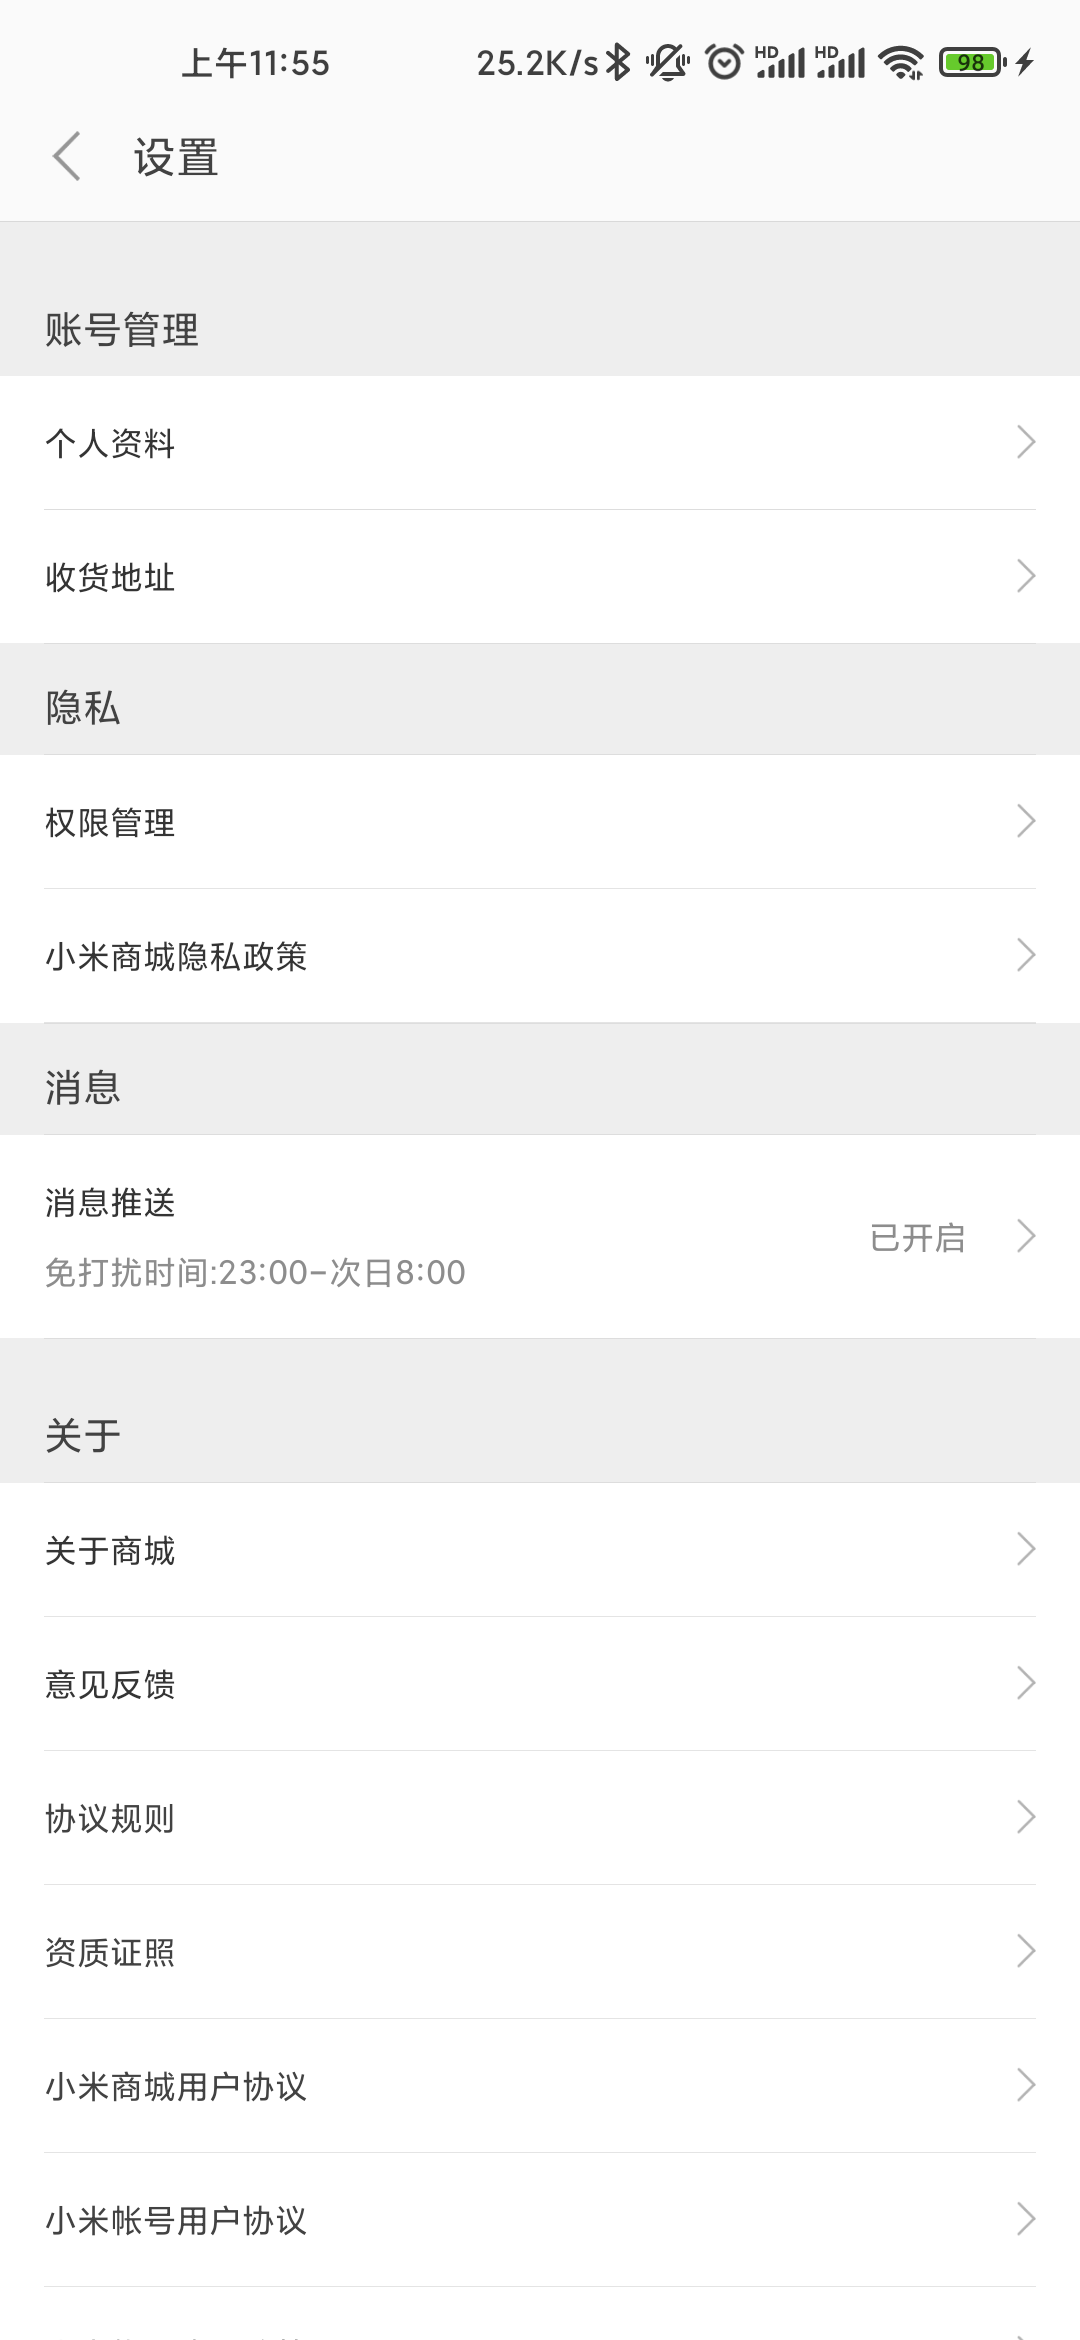 上午11:55 25.2K/s HD HD 98
设置
账号管理
个人资料
收货地址
隐私
权限管理
小米商城隐私政策
消息
消息推送
已开启
免打扰时间:23:00-次日8:00
关于
关于商城
意见反馈
协议规则
资质证照
小米商城用户协议
小米帐号用户协议